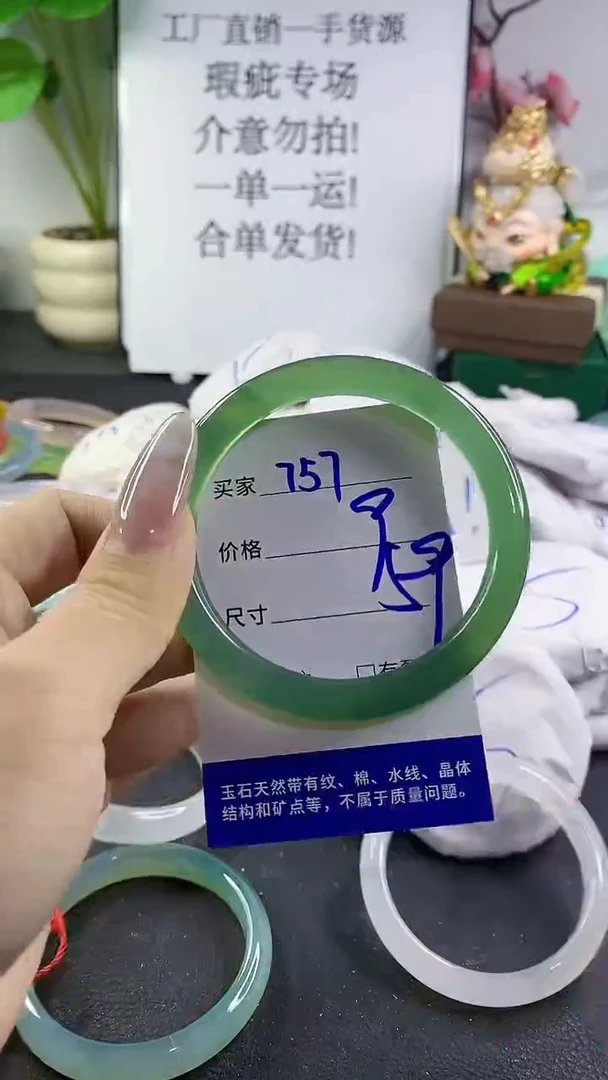 工厂直销一手货源
瑕疵专场
介意勿拍!
一单一运!
合单发货!
买家 757
价格
尺寸
玉石天然带有纹、棉、水线、晶体
结构和矿点等，不属于质量问题。